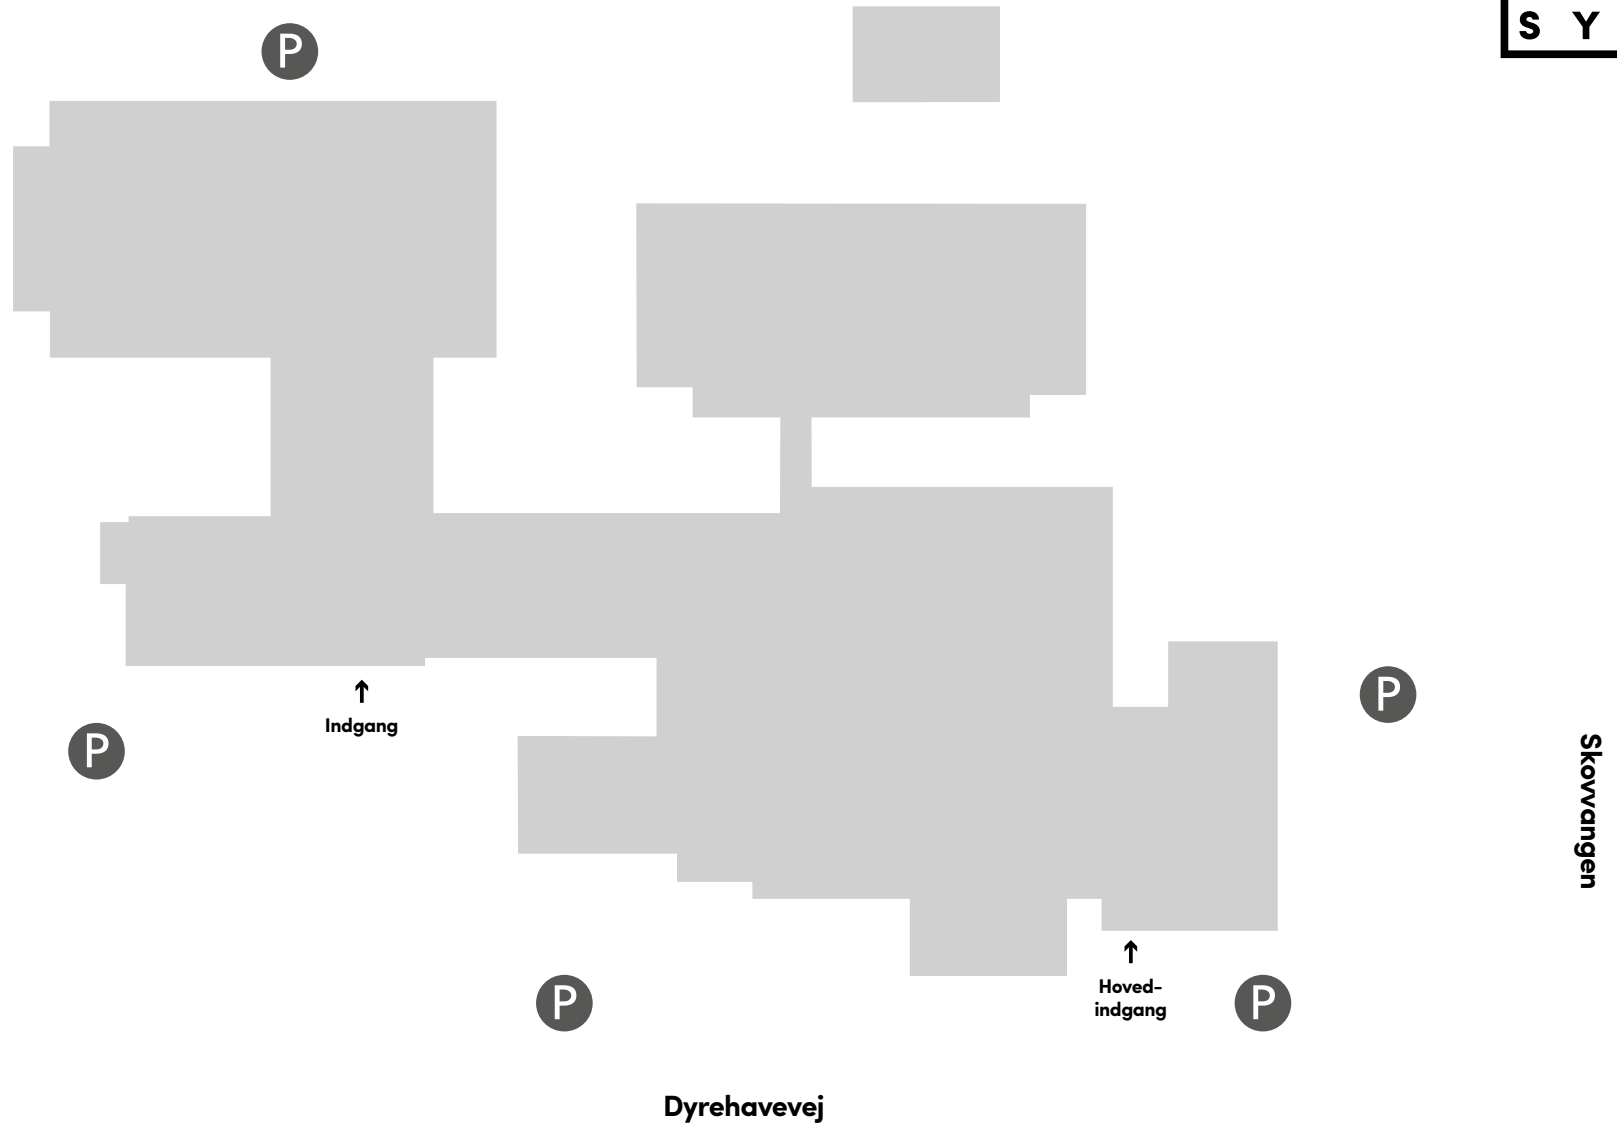 S Y
P
P
Indgang
P
Skovvangen
P
Hoved-
indgang
P
Dyrehavevej